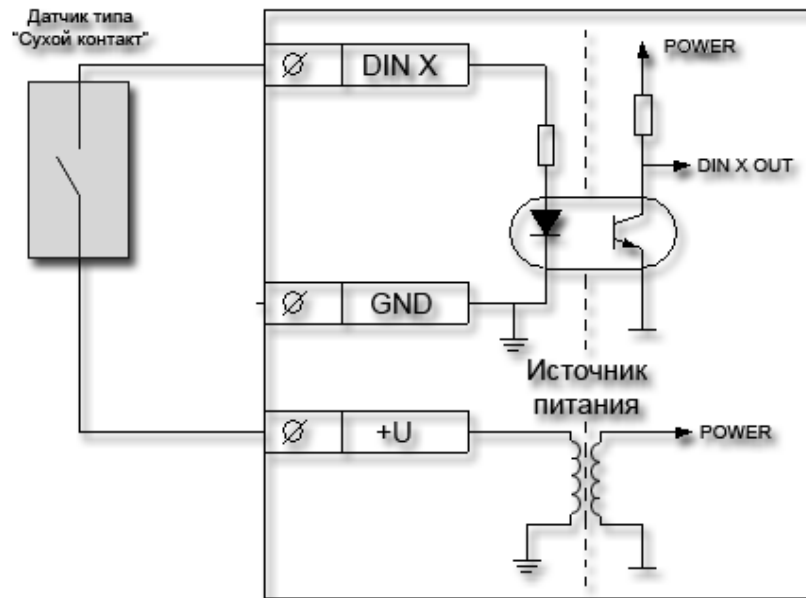 Датчик типа
"Сухой контакт"
DIN X
POWER
DIN X OUT
GND
Источник
питания
+U
POWER